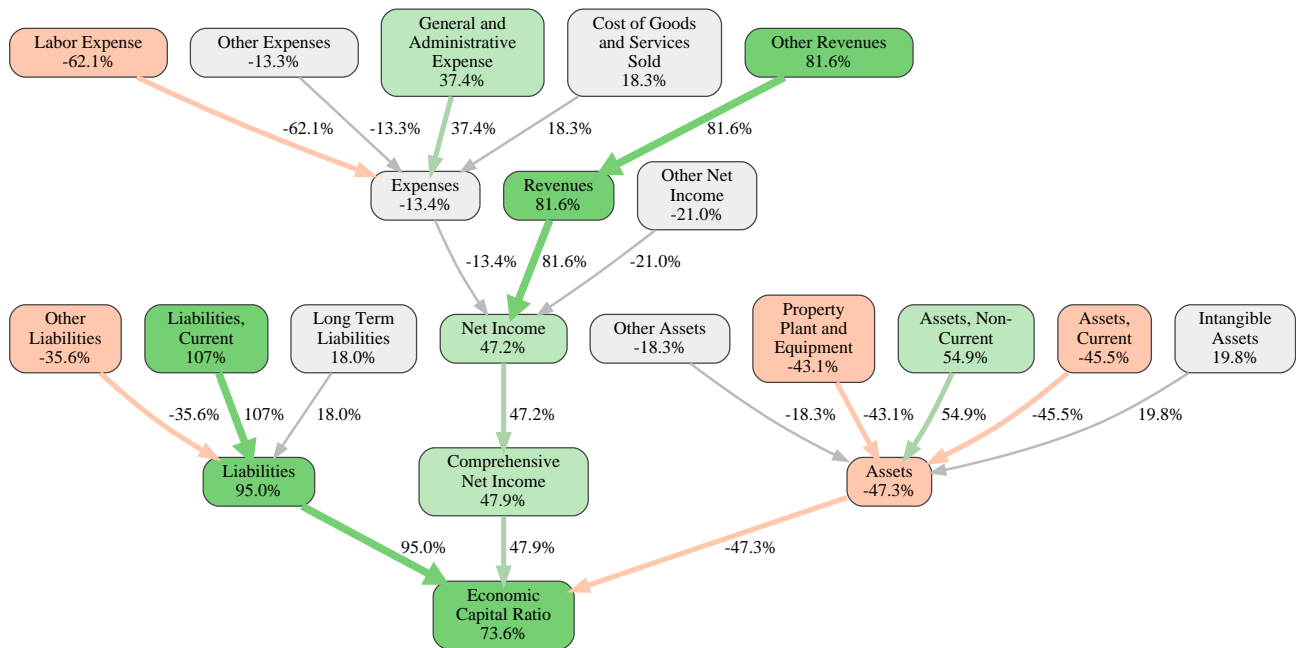 Labor Expense
-62.1%
Other Expenses
-13.3%
General and
Administrative
Expense
37.4%
Cost of Goods
and Services
Sold
18.3%
Other Revenues
81.6%
-62.1%
-13.3%
37.4%
18.3%
81.6%
Expenses
-13.4%
Revenues
81.6%
Other Net
Income
-21.0%
-13.4%
81.6%
-21.0%
Other
Liabilities
-35.6%
Liabilities,
Current
107%
Long Term
Liabilities
18.0%
Net Income
47.2%
Other Assets
-18.3%
Property
Plant and
Equipment
-43.1%
Assets, Non-
Current
54.9%
Assets,
Current
-45.5%
Intangible
Assets
19.8%
-35.6%
107%
18.0%
47.2%
-18.3%
-43.1%
54.9%
-45.5%
19.8%
Liabilities
95.0%
Comprehensive
Net Income
47.9%
Assets
-47.3%
95.0%
47.9%
-47.3%
Economic
Capital Ratio
73.6%